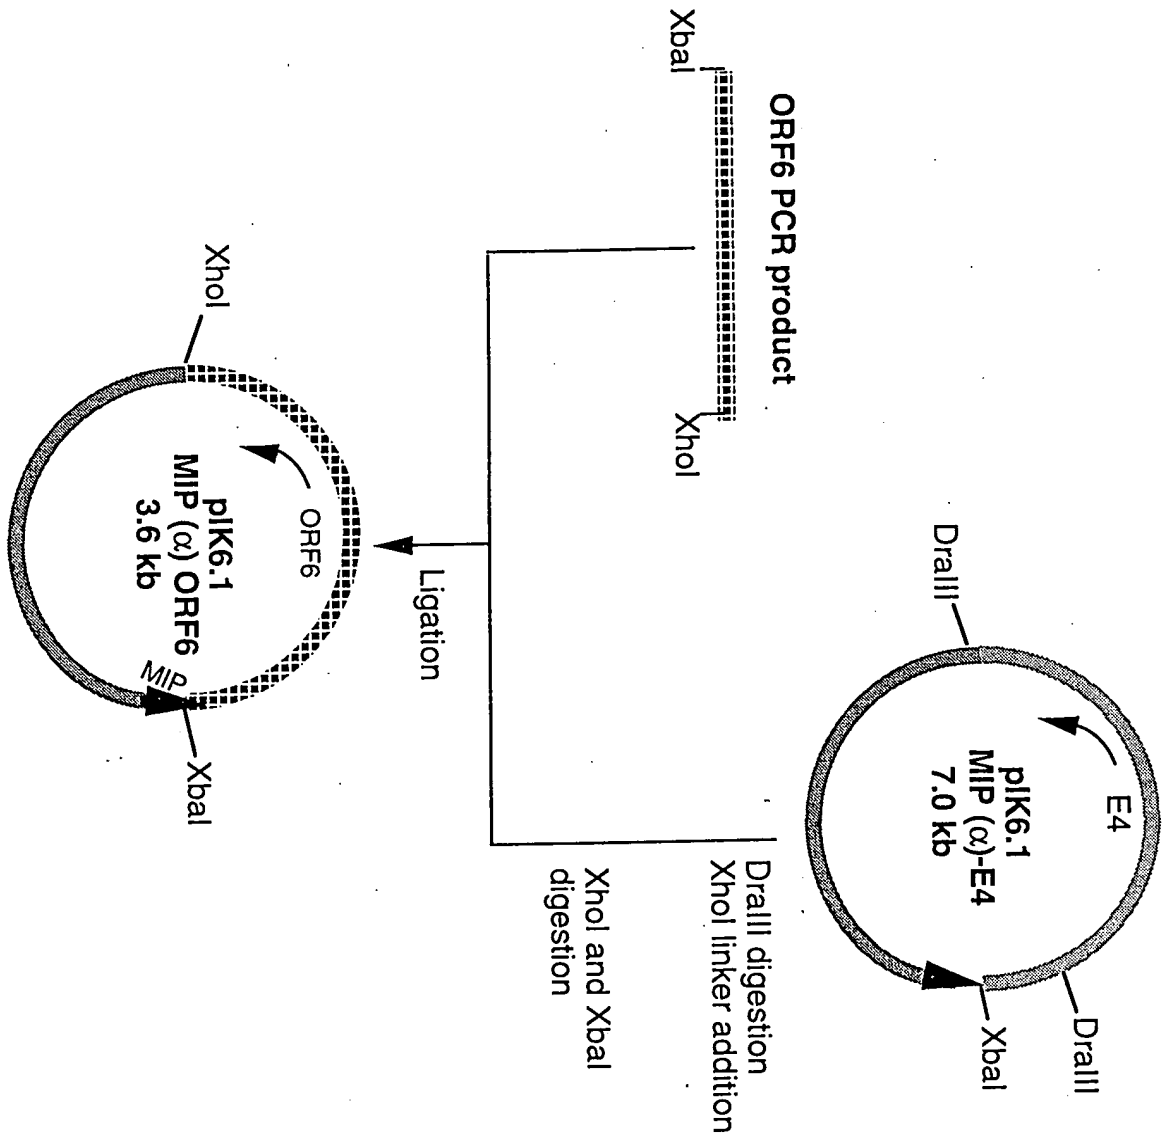 E4
DraIII
pIK6.1
MIP (α)-E4
7.0 kb
XbaI
DraIII
ORF6 PCR product
XbaI
XhoI
DraIII digestion
XhoI linker addition
XhoI and XbaI
digestion
Ligation
ORF6
pIK6.1
MIP (α) ORF6
3.6 kb
MIP
XhoI
XbaI